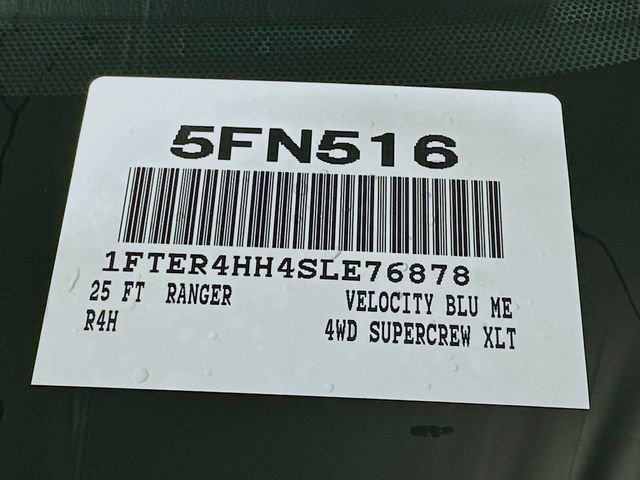 5FN516
1FTER4HH4SLE76878
25 FT RANGER VELOCITY BLU ME
R4H 4WD SUPERCREW XLT